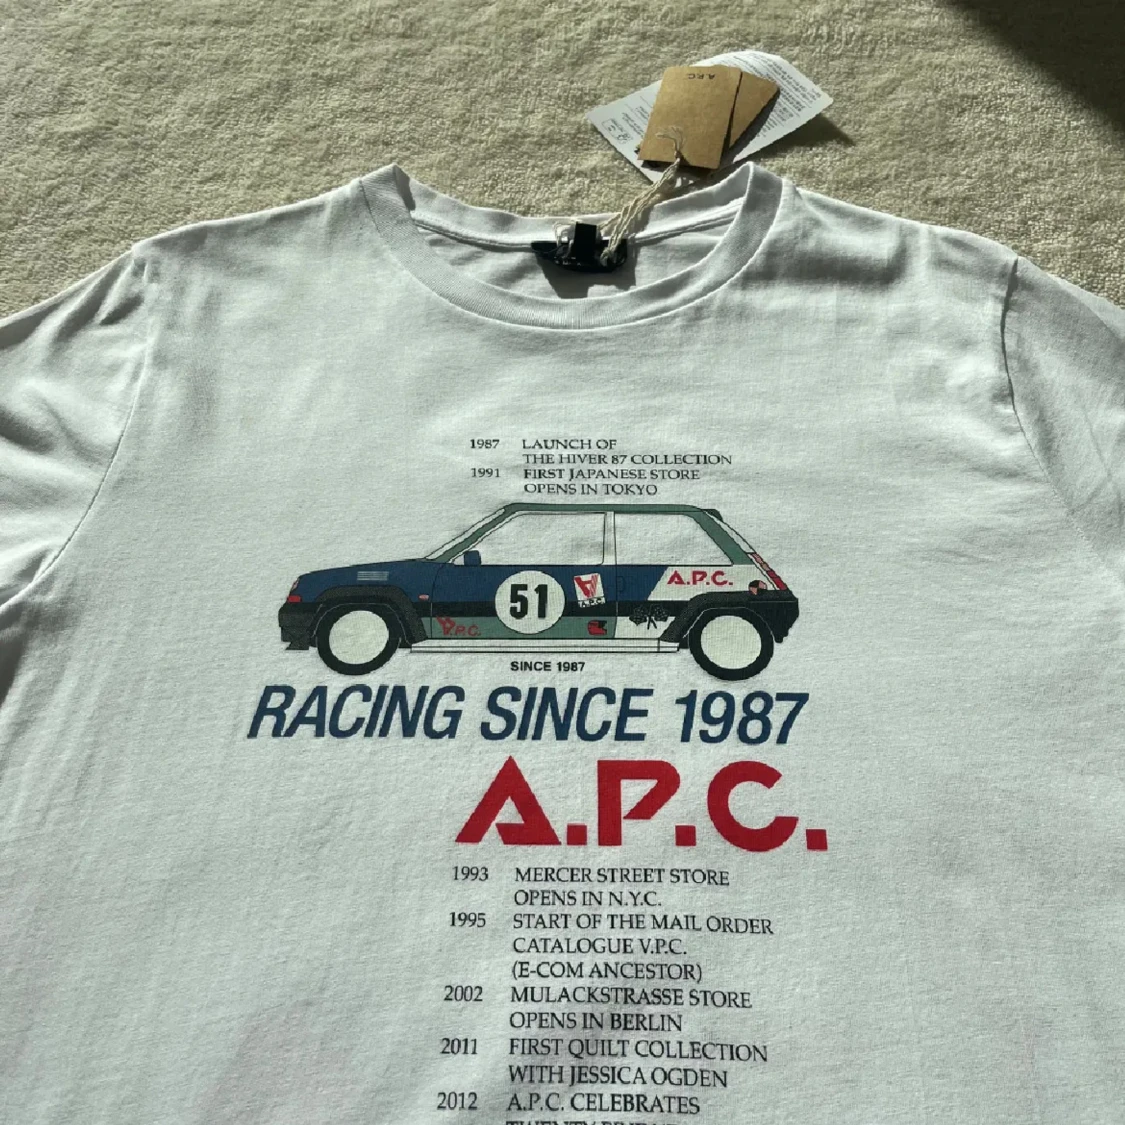 A.P.C.
1987 LAUNCH OF
THE HIVER 87 COLLECTION
1991 FIRST JAPANESE STORE
OPENS IN TOKYO
A.P.C.
51
A.P.C.
A.P.C.
SINCE 1987
RACING SINCE 1987
A.P.C.
1993 MERCER STREET STORE
OPENS IN N.Y.C.
1995 START OF THE MAIL ORDER
CATALOGUE V.P.C.
(E-COM ANCESTOR)
2002 MULACKSTRASSE STORE
OPENS IN BERLIN
2011 FIRST QUILT COLLECTION
WITH JESSICA OGDEN
2012 A.P.C. CELEBRATES